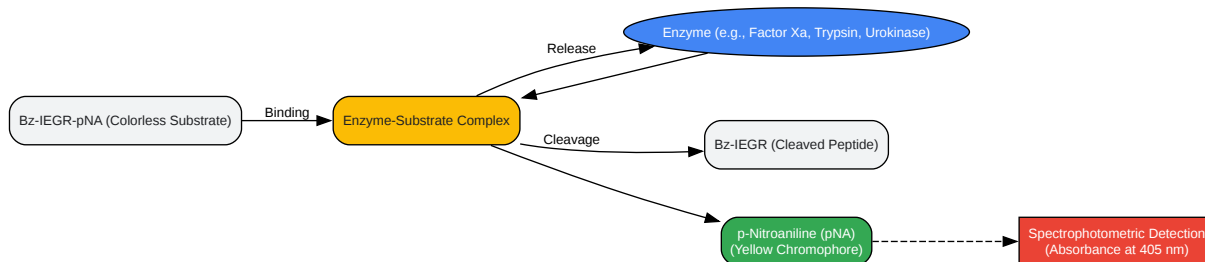 Enzyme (e.g., Factor Xa, Trypsin, Urokinase)
Release
Bz-IEGR-pNA (Colorless Substrate)
Binding
Enzyme-Substrate Complex
Cleavage
Bz-IEGR (Cleaved Peptide)
p-Nitroaniline (pNA)
(Yellow Chromophore)
Spectrophotometric Detection
(Absorbance at 405 nm)